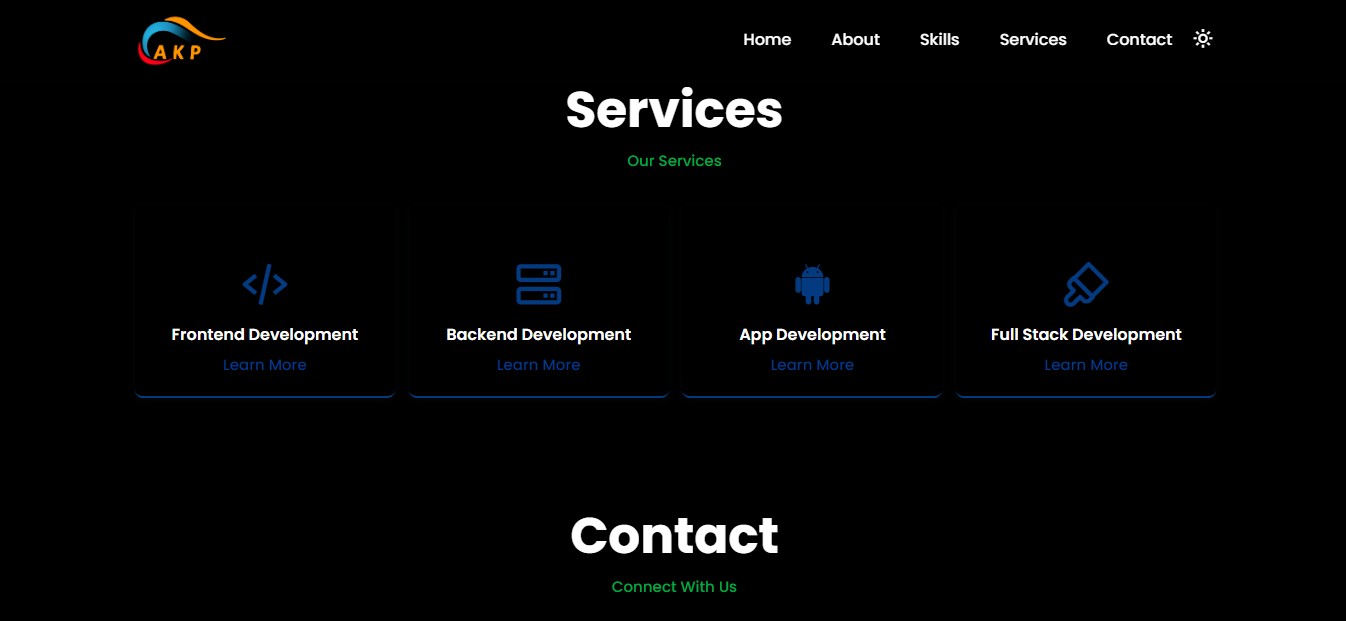 AKP
Home About Skills Services Contact
Services
Our Services
Frontend Development Backend Development App Development Full Stack Development
Learn More Learn More Learn More Learn More
Contact
Connect With Us